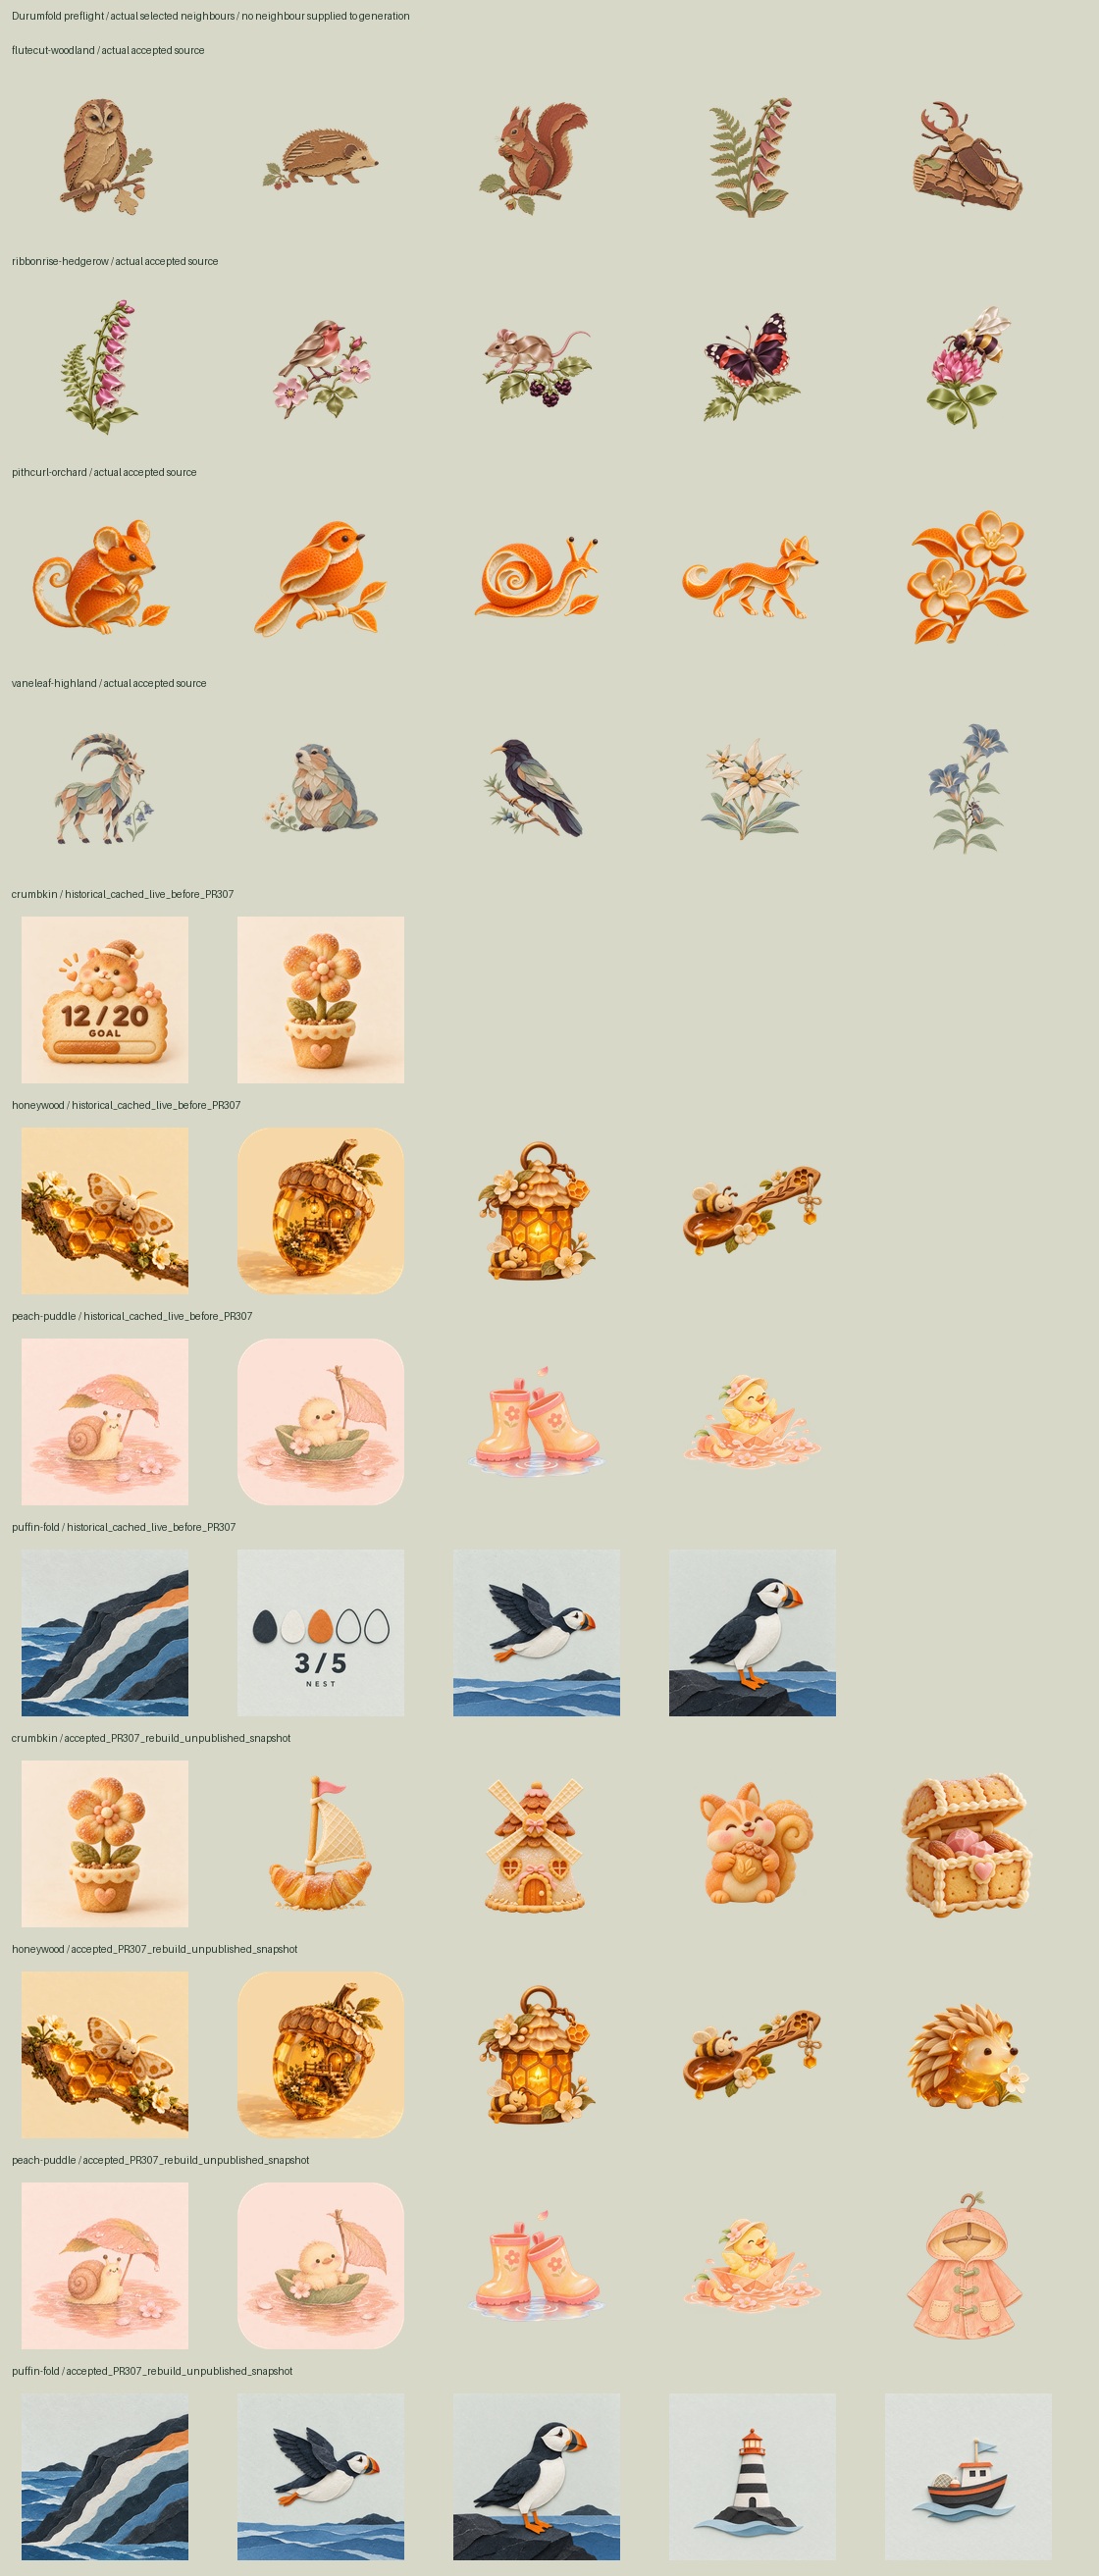 Durumfold preflight / actual selected neighbours / no neighbour supplied to generation
flutecut-woodland / actual accepted source
ribbonrise-hedgerow / actual accepted source
pithcurl-orchard / actual accepted source
vaneleaf-highland / actual accepted source
crumbkin / historical_cached_live_before_PR307
12/20
GOAL
honeywood / historical_cached_live_before_PR307
peach-puddle / historical_cached_live_before_PR307
puffin-fold / historical_cached_live_before_PR307
3/5
NEST
crumbkin / accepted_PR307_rebuild_unpublished_snapshot
honeywood / accepted_PR307_rebuild_unpublished_snapshot
peach-puddle / accepted_PR307_rebuild_unpublished_snapshot
puffin-fold / accepted_PR307_rebuild_unpublished_snapshot